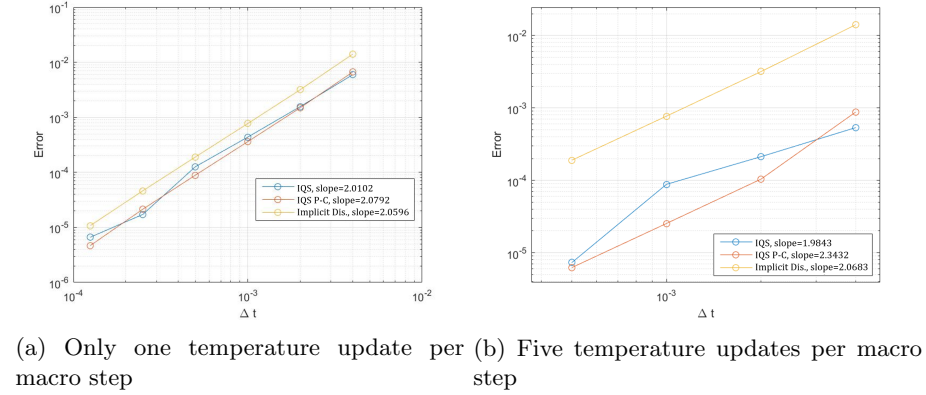 10^-1
10^-2
10^-3
10^-4
10^-5
10^-6
Error
10^-4
10^-3
10^-2
Δ t
IQS, slope=2.0102
IQS P-C, slope=2.0792
Implicit Dis., slope=2.0596
10^-2
10^-3
10^-4
10^-5
Error
10^-3
Δ t
IQS, slope=1.9843
IQS P-C, slope=2.3432
Implicit Dis., slope=2.0683
(a) Only one temperature update per macro step
(b) Five temperature updates per macro step